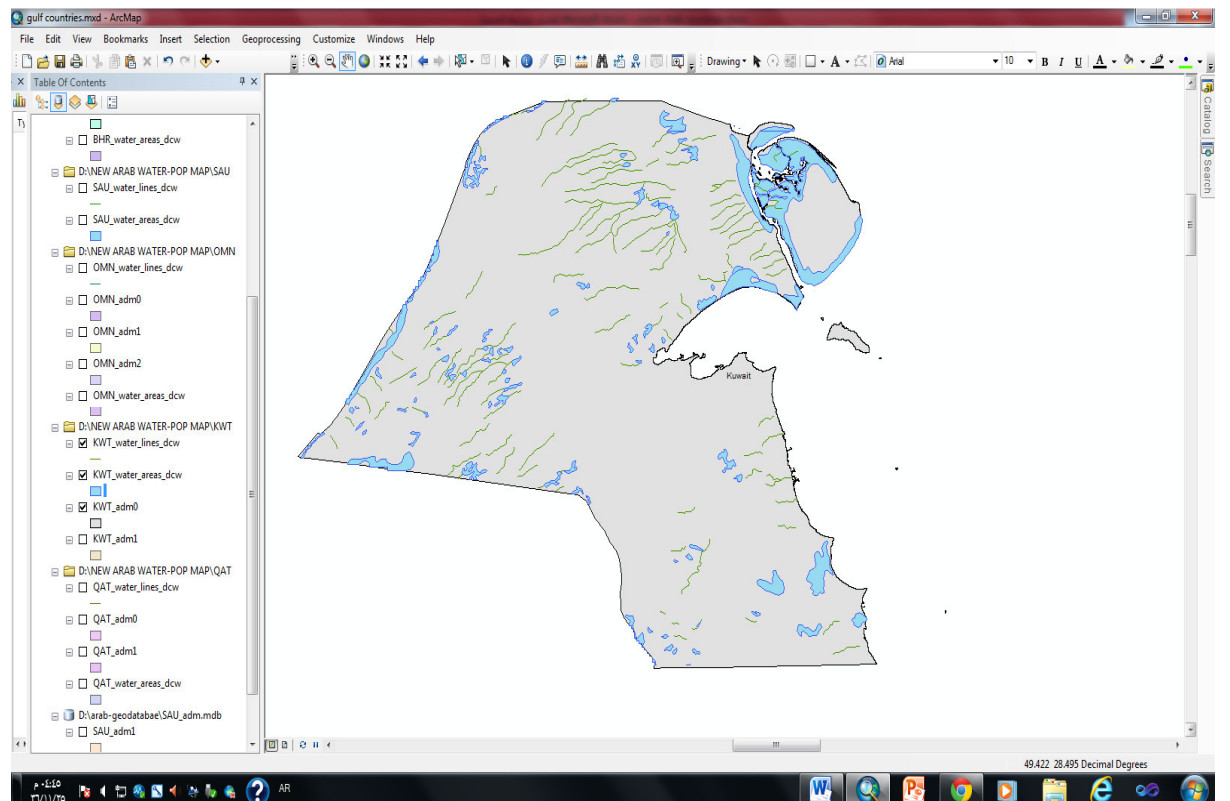 gulf countries.mxd - ArcMap
File Edit View Bookmarks Insert Selection Geoprocessing Customize Windows Help
Drawing
A
Arial
10
B I U A
Table Of Contents
Ty
BHR_water_areas_dcw
D:\NEW ARAB WATER-POP MAP\SAU
SAU_water_lines_dcw
SAU_water_areas_dcw
D:\NEW ARAB WATER-POP MAP\OMN
OMN_water_lines_dcw
OMN_adm0
OMN_adm1
OMN_adm2
OMN_water_areas_dcw
D:\NEW ARAB WATER-POP MAP\KWT
KWT_water_lines_dcw
KWT_water_areas_dcw
KWT_adm0
KWT_adm1
D:\NEW ARAB WATER-POP MAP\QAT
QAT_water_lines_dcw
QAT_adm0
QAT_adm1
QAT_water_areas_dcw
D:\arab-geodatabae\SAU_adm.mdb
SAU_adm1
Kuwait
Catalog
Search
49.422 28.495 Decimal Degrees
AR